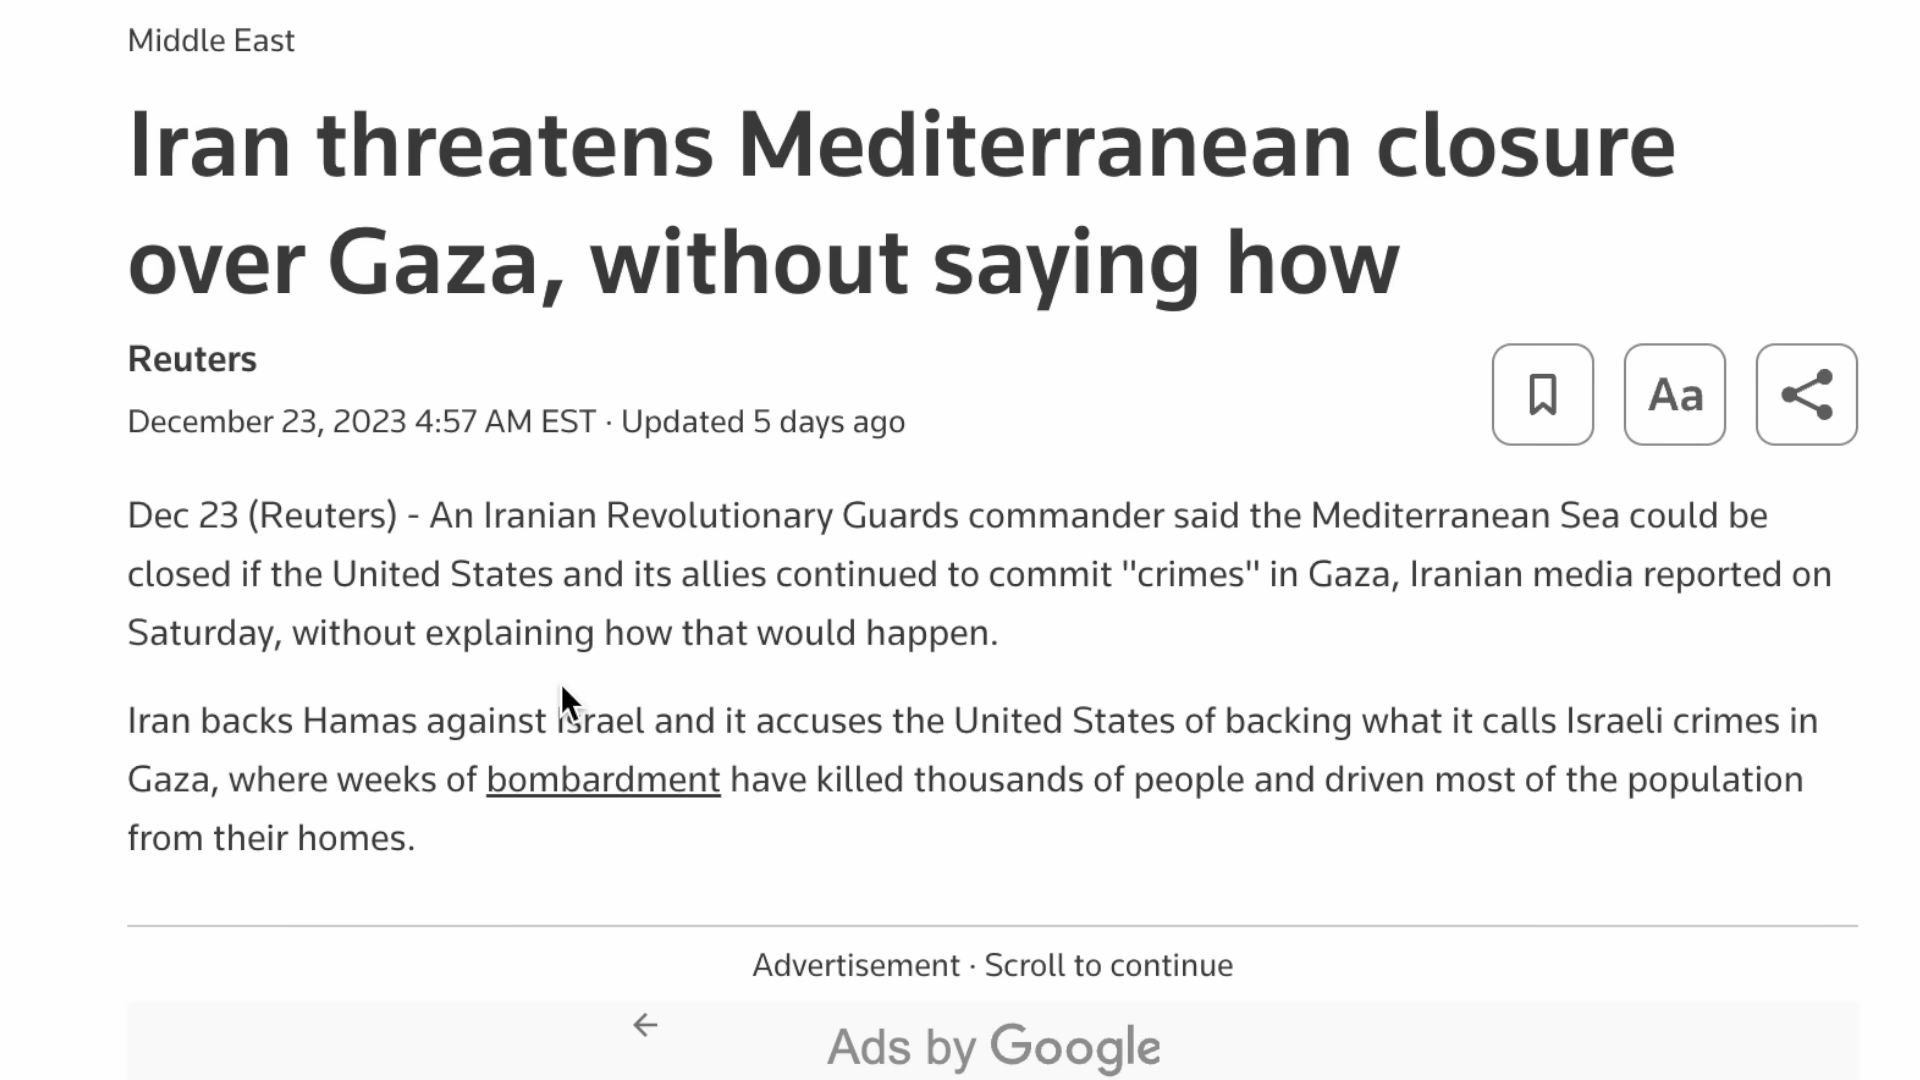 Middle East
Iran threatens Mediterranean closure
over Gaza, without saying how
Reuters
December 23, 2023 4:57 AM EST · Updated 5 days ago
Aa
Dec 23 (Reuters) - An Iranian Revolutionary Guards commander said the Mediterranean Sea could be
closed if the United States and its allies continued to commit "crimes" in Gaza, Iranian media reported on
Saturday, without explaining how that would happen.
Iran backs Hamas against Israel and it accuses the United States of backing what it calls Israeli crimes in
Gaza, where weeks of bombardment have killed thousands of people and driven most of the population
from their homes.
Advertisement · Scroll to continue
Ads by Google